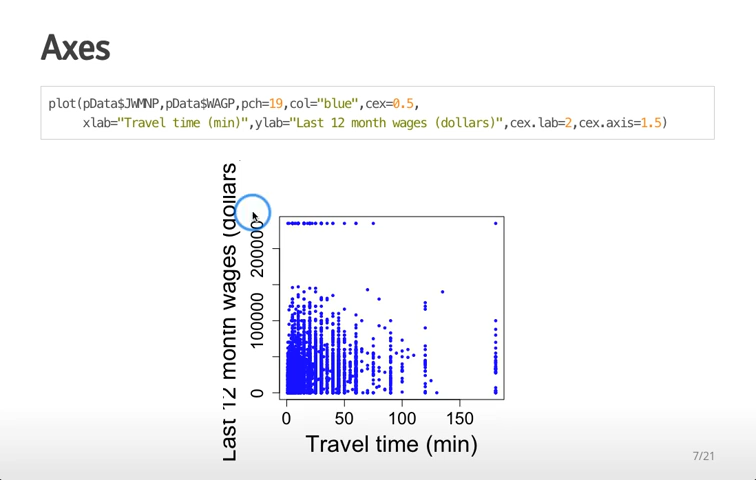 Axes
plot(pData$JWMNP,pData$WAGP,pch=19,col="blue",cex=0.5,
xlab="Travel time (min)",ylab="Last 12 month wages (dollars)",cex.lab=2,cex.axis=1.5)
Last 12 month wages (dollars
200000
100000
0
0 50 100 150
Travel time (min)
7/21